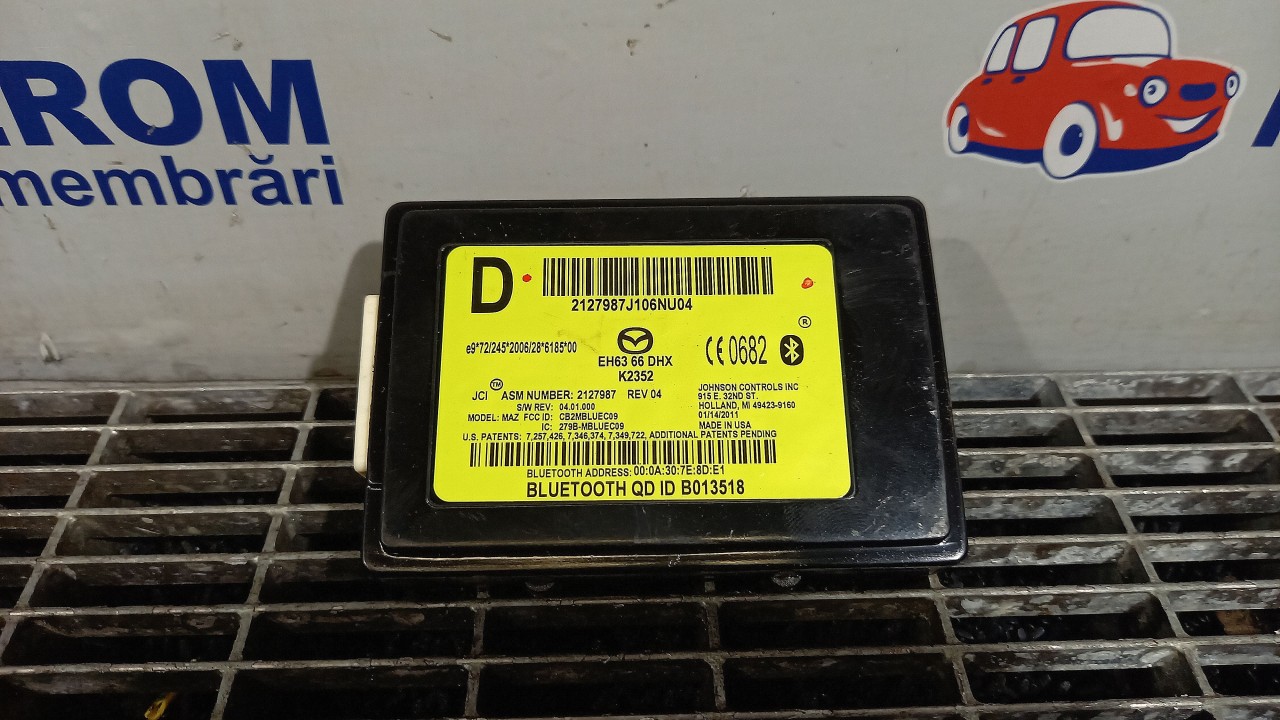 EROM
membrări
D
2127987J106NU04
e9*72/245*2006/28*6185*00
EH63 66 DHX
K2352
CE0682
®
JCI™ ASM NUMBER: 2127987 REV 04
S/W REV: 04.01.000
MODEL: MAZ FCC ID: CB2MBLUEC09
IC: 279B-MBLUEC09
JOHNSON CONTROLS INC
915 E. 32ND ST.
HOLLAND, MI 49423-9160
01/14/2011
MADE IN USA
U.S. PATENTS: 7,257,426, 7,346,374, 7,349,722, ADDITIONAL PATENTS PENDING
BLUETOOTH ADDRESS: 00:0A:30:7E:8D:E1
BLUETOOTH QD ID B013518